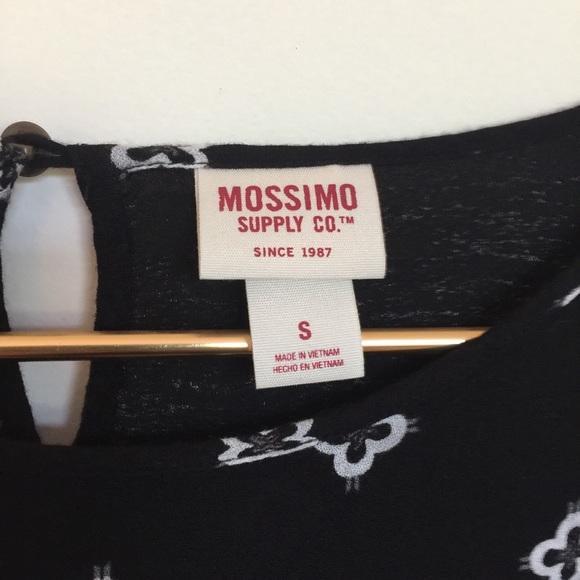 MOSSIMO
SUPPLY CO.™
SINCE 1987
S
MADE IN VIETNAM
HECHO EN VIETNAM